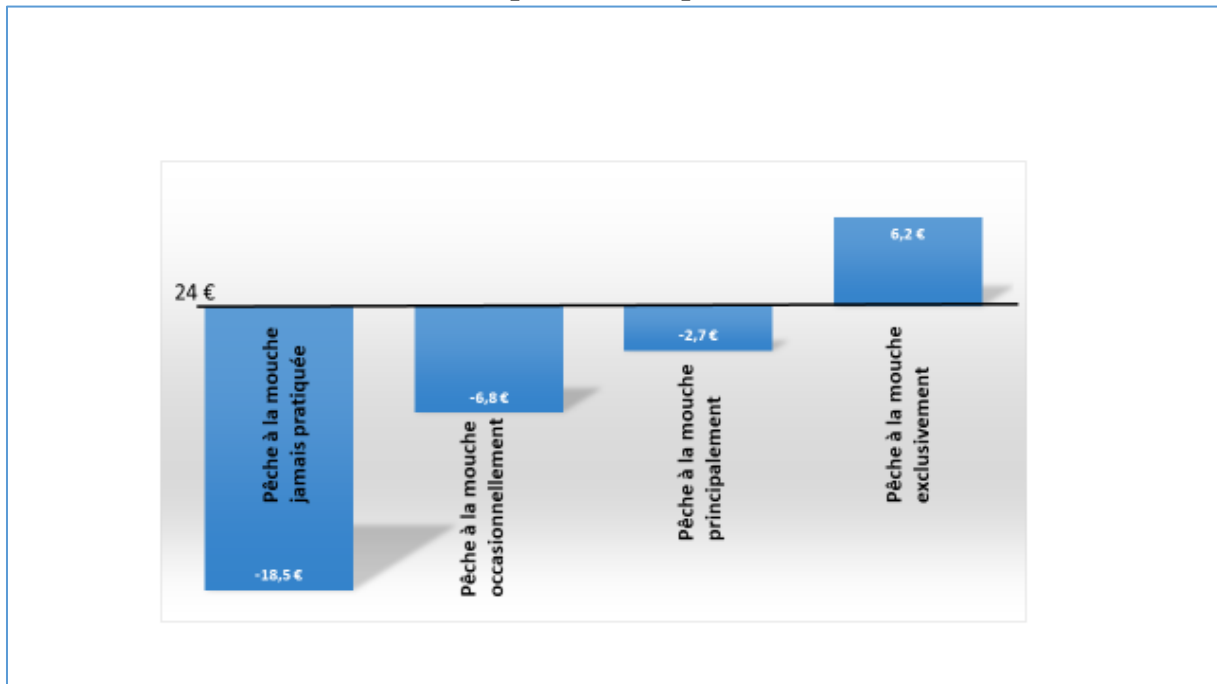 6,2 €
24 €
-2,7 €
-6,8 €
-18,5 €
Pêche à la mouche
jamais pratiquée
Pêche à la mouche
occasionnellement
Pêche à la mouche
principalement
Pêche à la mouche
exclusivement